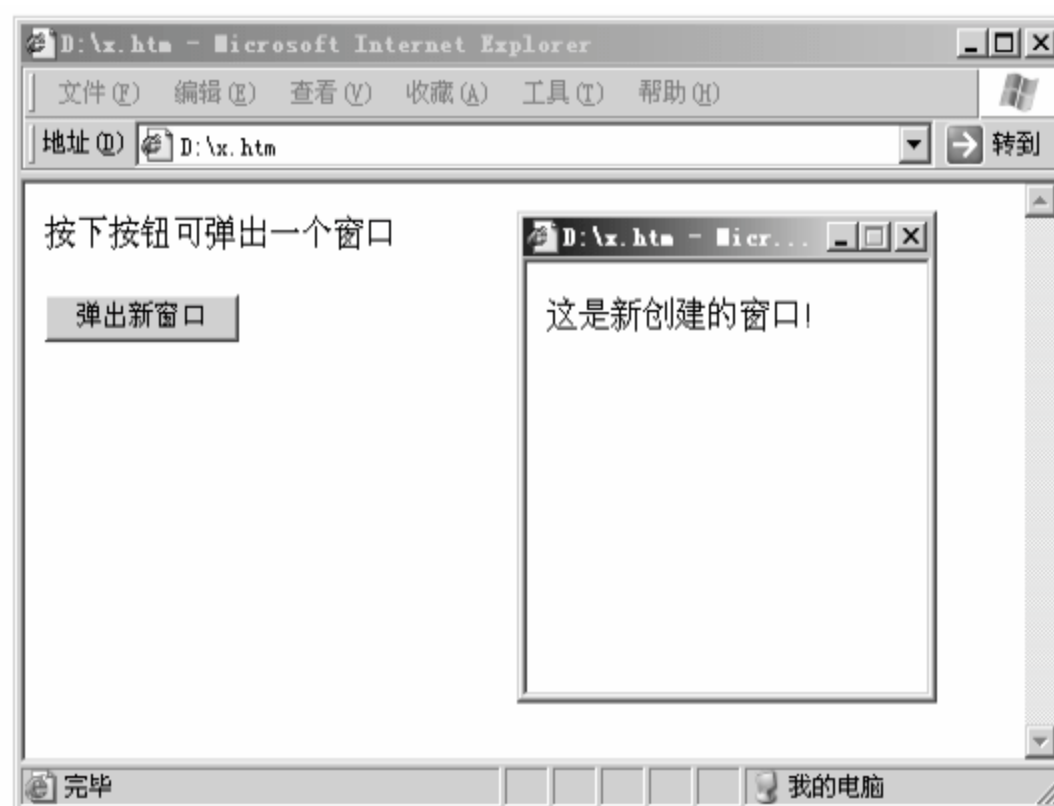 D:\x.htm - Microsoft Internet Explorer
文件(F) 编辑(E) 查看(V) 收藏(A) 工具(T) 帮助(H)
地址(D) D:\x.htm 转到
按下按钮可弹出一个窗口
弹出新窗口
D:\x.htm - Micr...
这是新创建的窗口!
完毕 我的电脑